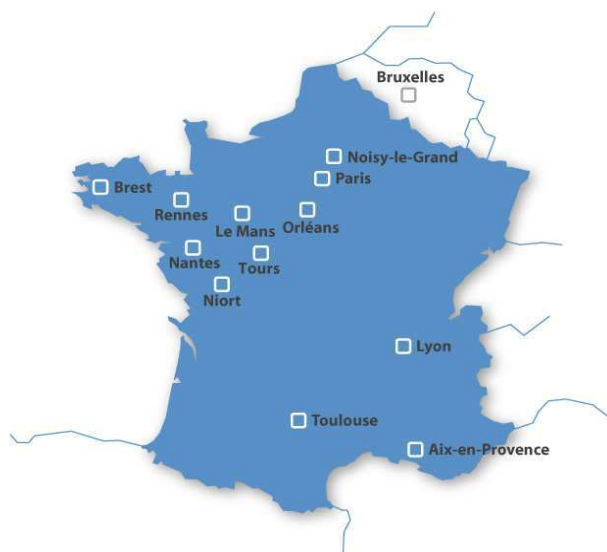 Bruxelles
Noisy-le-Grand
Paris
Brest
Rennes
Le Mans
Orléans
Nantes
Tours
Niort
Lyon
Toulouse
Aix-en-Provence